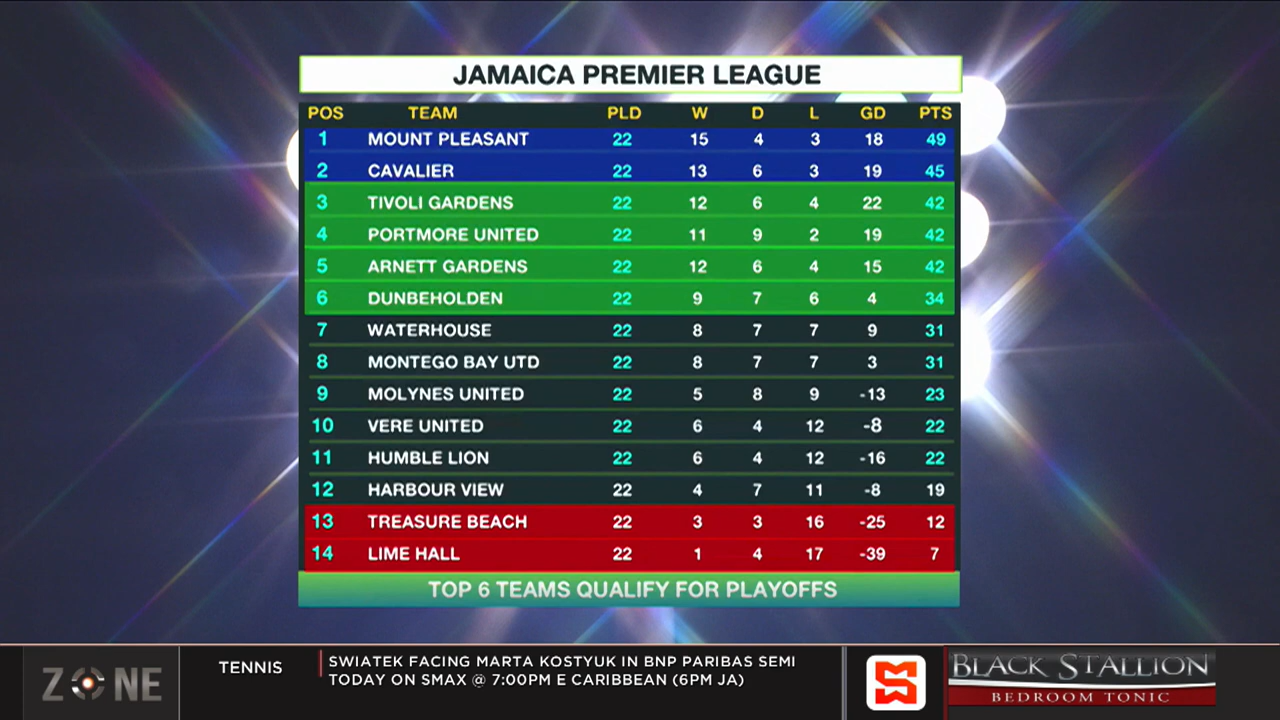 JAMAICA PREMIER LEAGUE
POS TEAM PLD W D L GD PTS
1 MOUNT PLEASANT 22 15 4 3 18 49
2 CAVALIER 22 13 6 3 19 45
3 TIVOLI GARDENS 22 12 6 4 22 42
4 PORTMORE UNITED 22 11 9 2 19 42
5 ARNETT GARDENS 22 12 6 4 15 42
6 DUNBEHOLDEN 22 9 7 6 4 34
7 WATERHOUSE 22 8 7 7 9 31
8 MONTEGO BAY UTD 22 8 7 7 3 31
9 MOLYNES UNITED 22 5 8 9 -13 23
10 VERE UNITED 22 6 4 12 -8 22
11 HUMBLE LION 22 6 4 12 -16 22
12 HARBOUR VIEW 22 4 7 11 -8 19
13 TREASURE BEACH 22 3 3 16 -25 12
14 LIME HALL 22 1 4 17 -39 7
TOP 6 TEAMS QUALIFY FOR PLAYOFFS
ZONE
TENNIS
SWIATEK FACING MARTA KOSTYUK IN BNP PARIBAS SEMI
TODAY ON SMAX @ 7:00PM E CARIBBEAN (6PM JA)
BLACK STALLION
BEDROOM TONIC